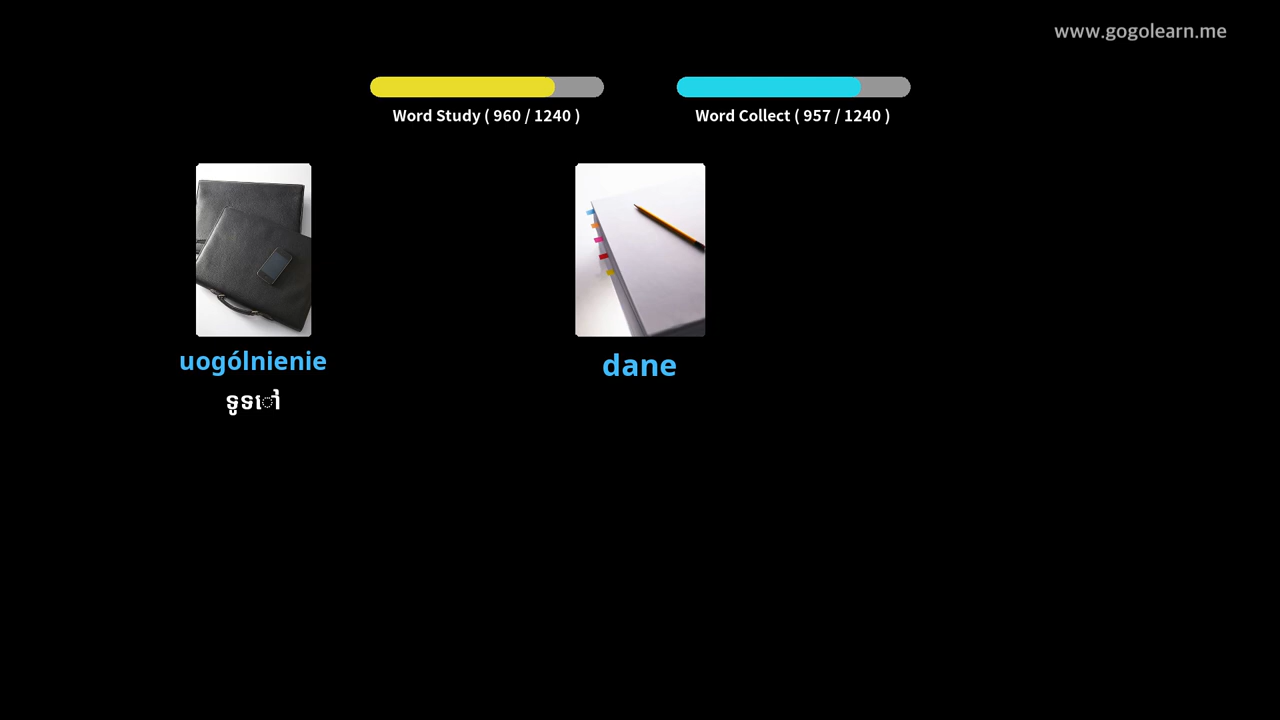 www.gogolearn.me
Word Study ( 960 / 1240 )
Word Collect ( 957 / 1240 )
uogólnienie
dane
ទូទៅ